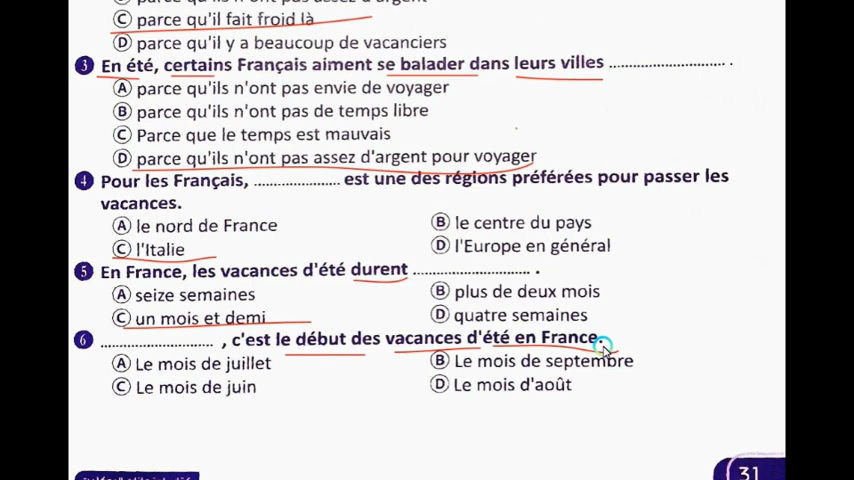 C parce qu'il fait froid là
D parce qu'il y a beaucoup de vacanciers
3 En été, certains Français aiment se balader dans leurs villes ............................ .
A parce qu'ils n'ont pas envie de voyager
B parce qu'ils n'ont pas de temps libre
C Parce que le temps est mauvais
D parce qu'ils n'ont pas assez d'argent pour voyager
4 Pour les Français, ..................... est une des régions préférées pour passer les
vacances.
A le nord de France
B le centre du pays
C l'Italie
D l'Europe en général
5 En France, les vacances d'été durent ............................ .
A seize semaines
B plus de deux mois
C un mois et demi
D quatre semaines
6 ........................... , c'est le début des vacances d'été en France.
A Le mois de juillet
B Le mois de septembre
C Le mois de juin
D Le mois d'août
31